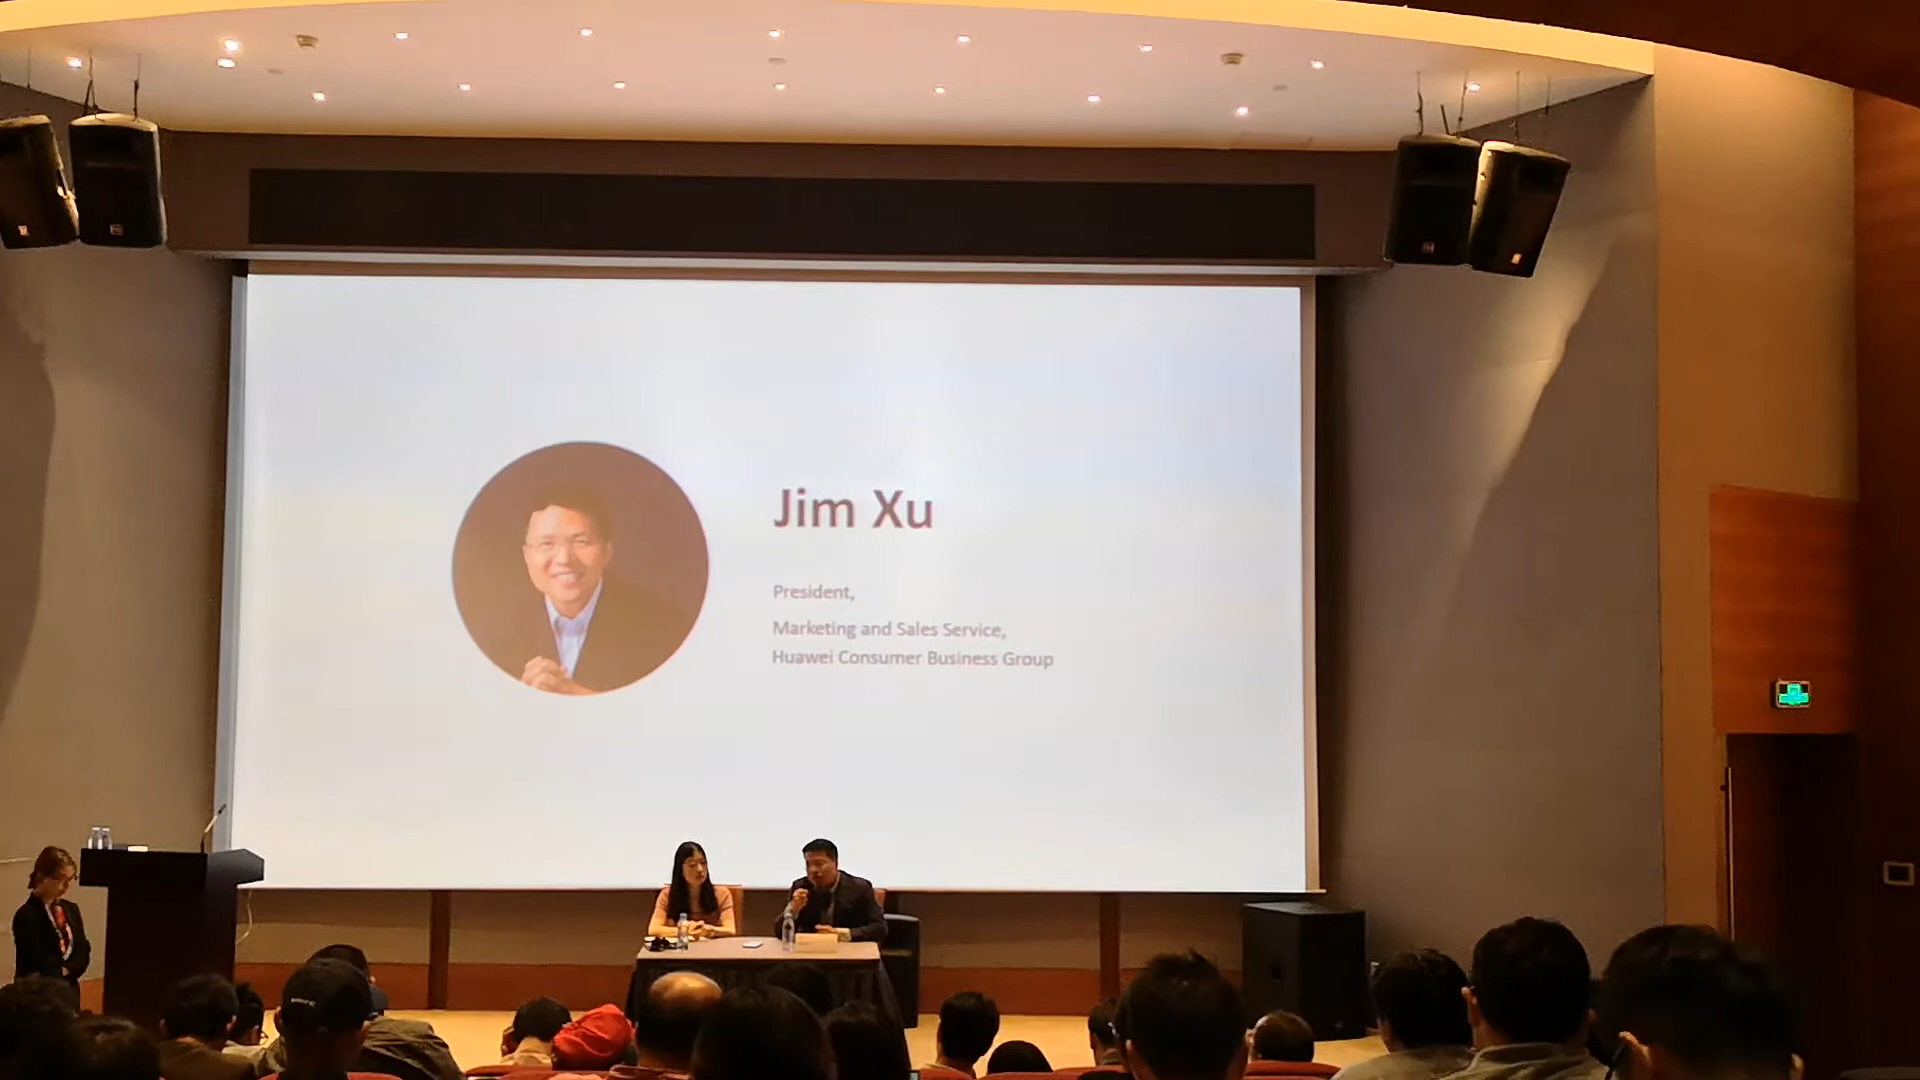 Jim Xu
President,
Marketing and Sales Service,
Huawei Consumer Business Group